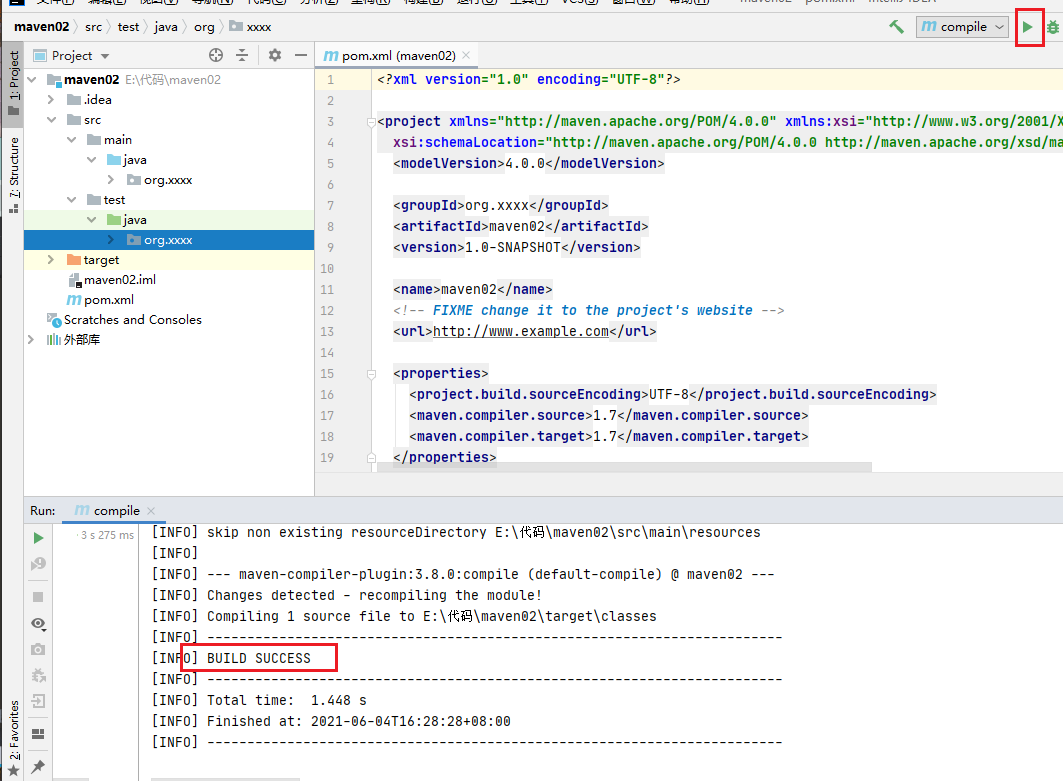 maven02 src test java org xxxx compile
1: Project
7: Structure
2: Favorites
Project
maven02 E:\代码\maven02
.idea
src
main
java
org.xxxx
test
java
org.xxxx
target
maven02.iml
pom.xml
Scratches and Consoles
外部库
pom.xml (maven02)
1 <?xml version="1.0" encoding="UTF-8"?>
2
3 <project xmlns="http://maven.apache.org/POM/4.0.0" xmlns:xsi="http://www.w3.org/2001/X
4 xsi:schemaLocation="http://maven.apache.org/POM/4.0.0 http://maven.apache.org/xsd/ma
5 <modelVersion>4.0.0</modelVersion>
6
7 <groupId>org.xxxx</groupId>
8 <artifactId>maven02</artifactId>
9 <version>1.0-SNAPSHOT</version>
10
11 <name>maven02</name>
12 <!-- FIXME change it to the project's website -->
13 <url>http://www.example.com</url>
14
15 <properties>
16 <project.build.sourceEncoding>UTF-8</project.build.sourceEncoding>
17 <maven.compiler.source>1.7</maven.compiler.source>
18 <maven.compiler.target>1.7</maven.compiler.target>
19 </properties>
Run: compile
3 s 275 ms
[INFO] skip non existing resourceDirectory E:\代码\maven02\src\main\resources
[INFO]
[INFO] --- maven-compiler-plugin:3.8.0:compile (default-compile) @ maven02 ---
[INFO] Changes detected - recompiling the module!
[INFO] Compiling 1 source file to E:\代码\maven02\target\classes
[INFO] ------------------------------------------------------------------------
[INFO] BUILD SUCCESS
[INFO] ------------------------------------------------------------------------
[INFO] Total time:  1.448 s
[INFO] Finished at: 2021-06-04T16:28:28+08:00
[INFO] ------------------------------------------------------------------------